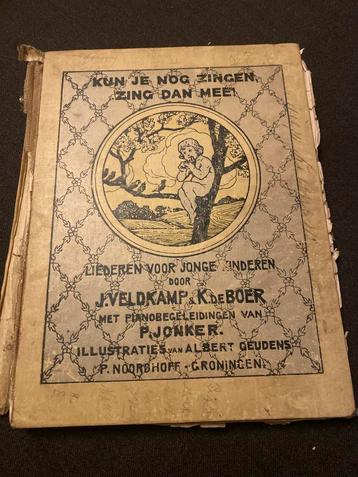 KUN JE NOG ZINGEN,
ZING DAN MEE!
LIEDEREN VOOR JONGE KINDEREN
DOOR
J. VELDKAMP & K. DE BOER
MET PIANOBEGELEIDINGEN VAN
P. JONKER.
ILLUSTRATIES VAN ALBERT GEUDENS
P. NOORDHOFF - GRONINGEN.